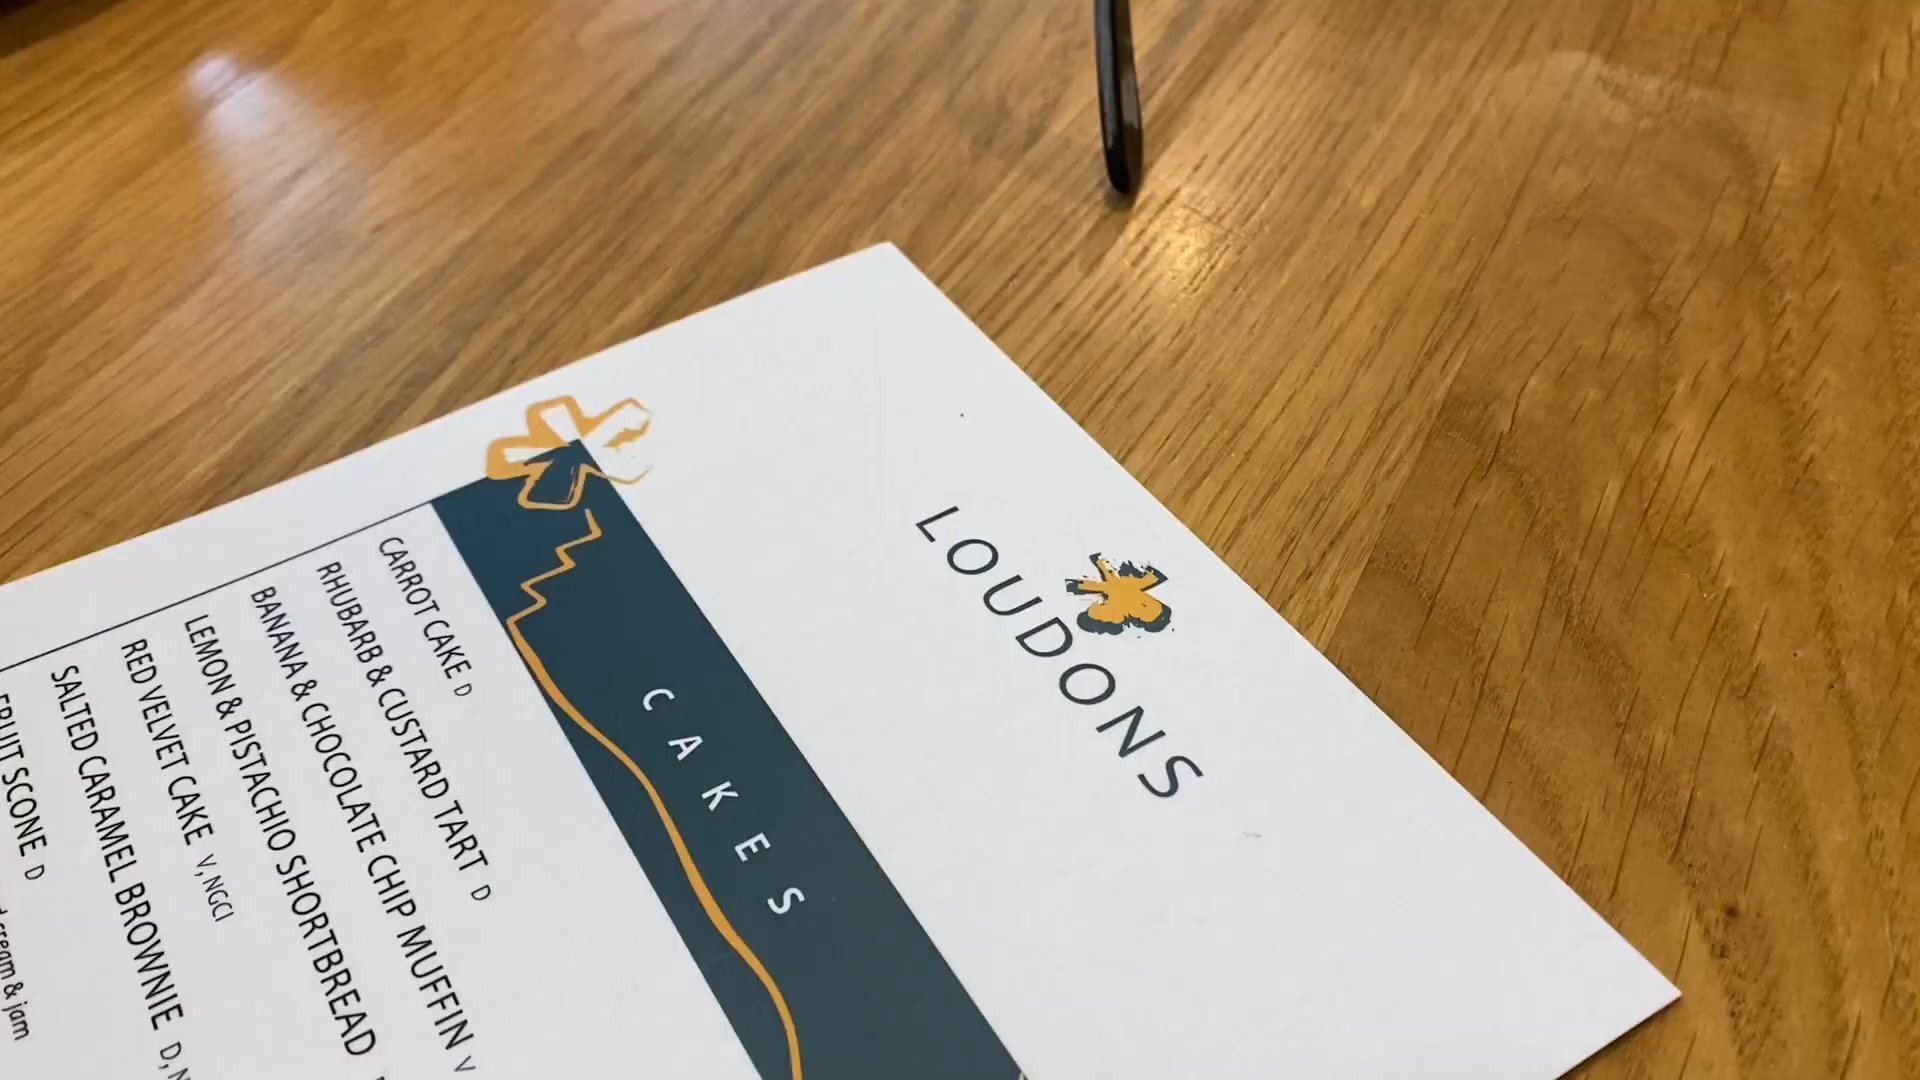 LOUDONS
CAKES
CARROT CAKE D
RHUBARB & CUSTARD TART D
BANANA & CHOCOLATE CHIP MUFFIN V
LEMON & PISTACHIO SHORTBREAD
RED VELVET CAKE V, NGCI
SALTED CARAMEL BROWNIE D, N
FRUIT SCONE D
cream & jam